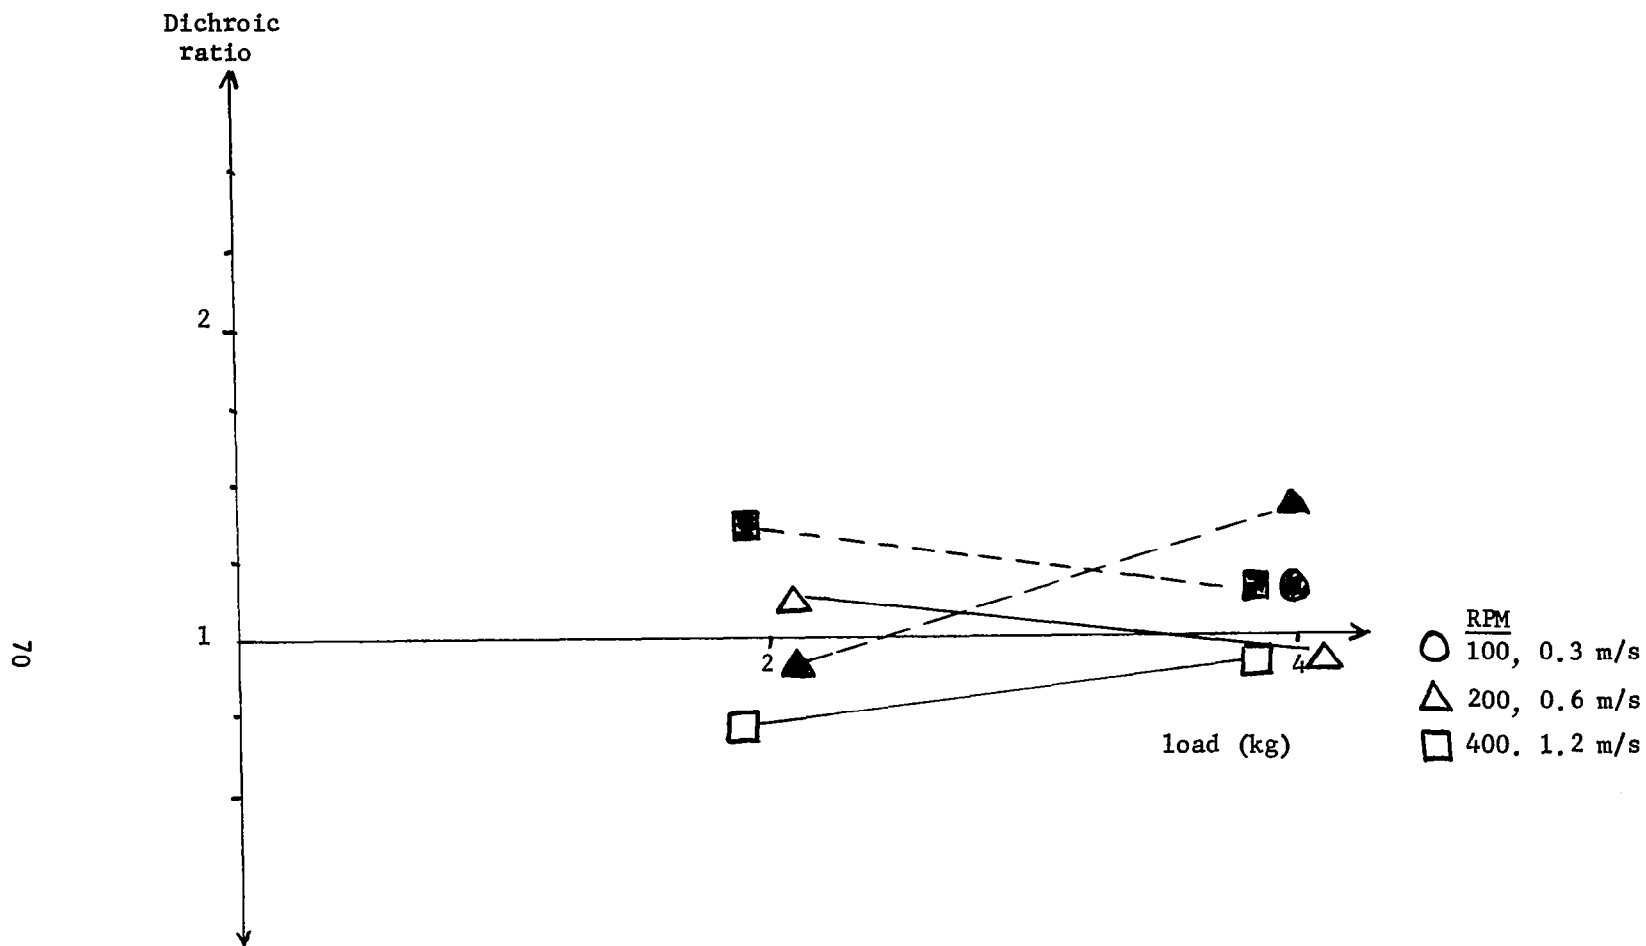 Dichroic
ratio
2
1
2
4
load (kg)
RPM
100, 0.3 m/s
200, 0.6 m/s
400. 1.2 m/s
70